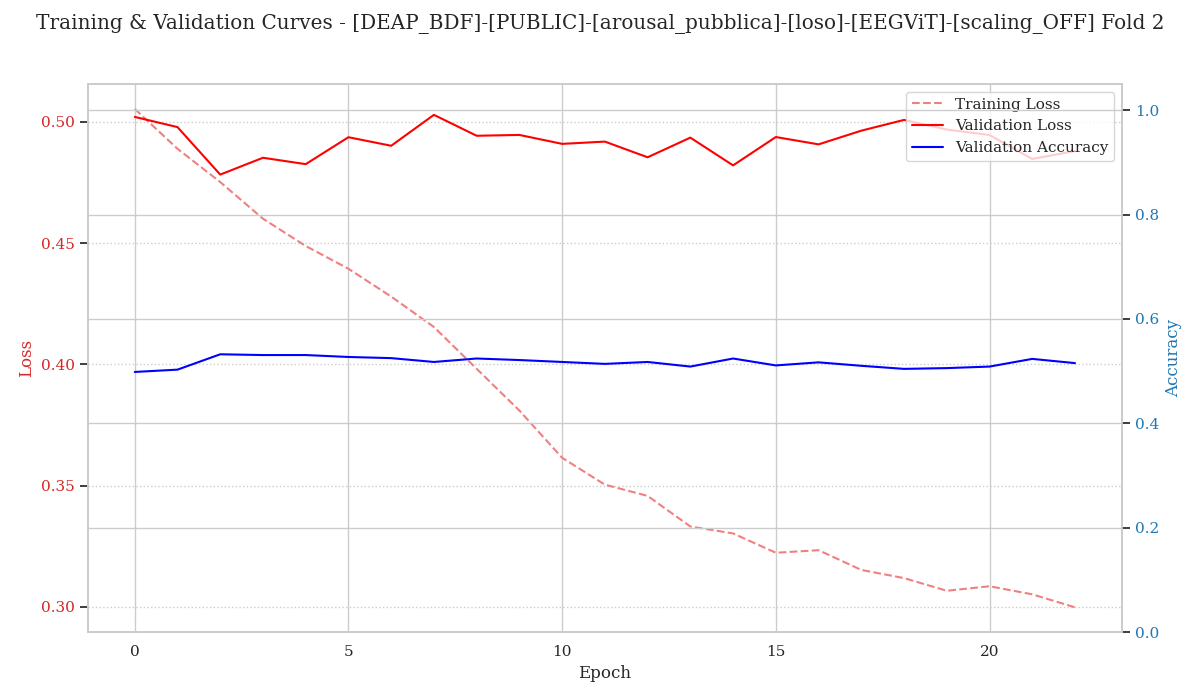 Training & Validation Curves - [DEAP_BDF]-[PUBLIC]-[arousal_pubblica]-[loso]-[EEGViT]-[scaling_OFF] Fold 2
Training Loss
Validation Loss
Validation Accuracy
Loss
0.50
0.45
0.40
0.35
0.30
1.0
0.8
0.6
0.4
0.2
0.0
Accuracy
0
5
10
15
20
Epoch